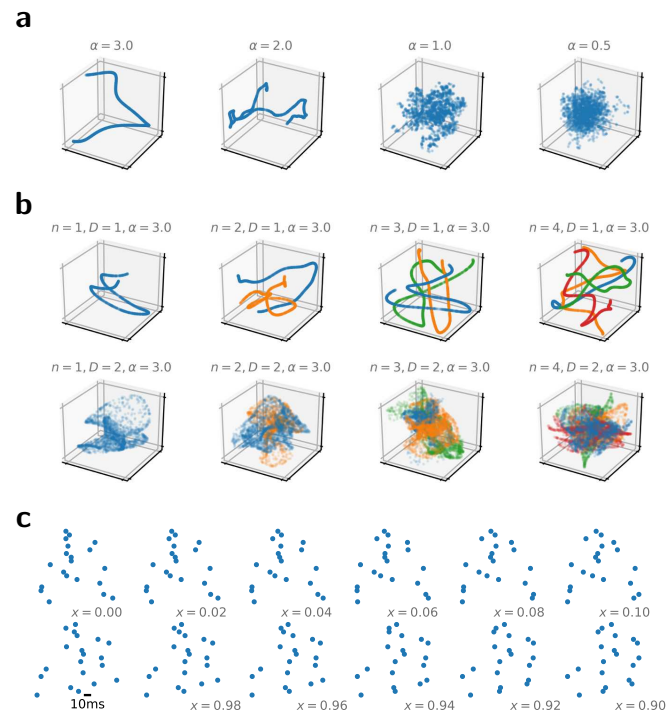 a
α = 3.0 α = 2.0 α = 1.0 α = 0.5
b
n = 1, D = 1, α = 3.0 n = 2, D = 1, α = 3.0 n = 3, D = 1, α = 3.0 n = 4, D = 1, α = 3.0
n = 1, D = 2, α = 3.0 n = 2, D = 2, α = 3.0 n = 3, D = 2, α = 3.0 n = 4, D = 2, α = 3.0
c
x = 0.00 x = 0.02 x = 0.04 x = 0.06 x = 0.08 x = 0.10
10ms x = 0.98 x = 0.96 x = 0.94 x = 0.92 x = 0.90